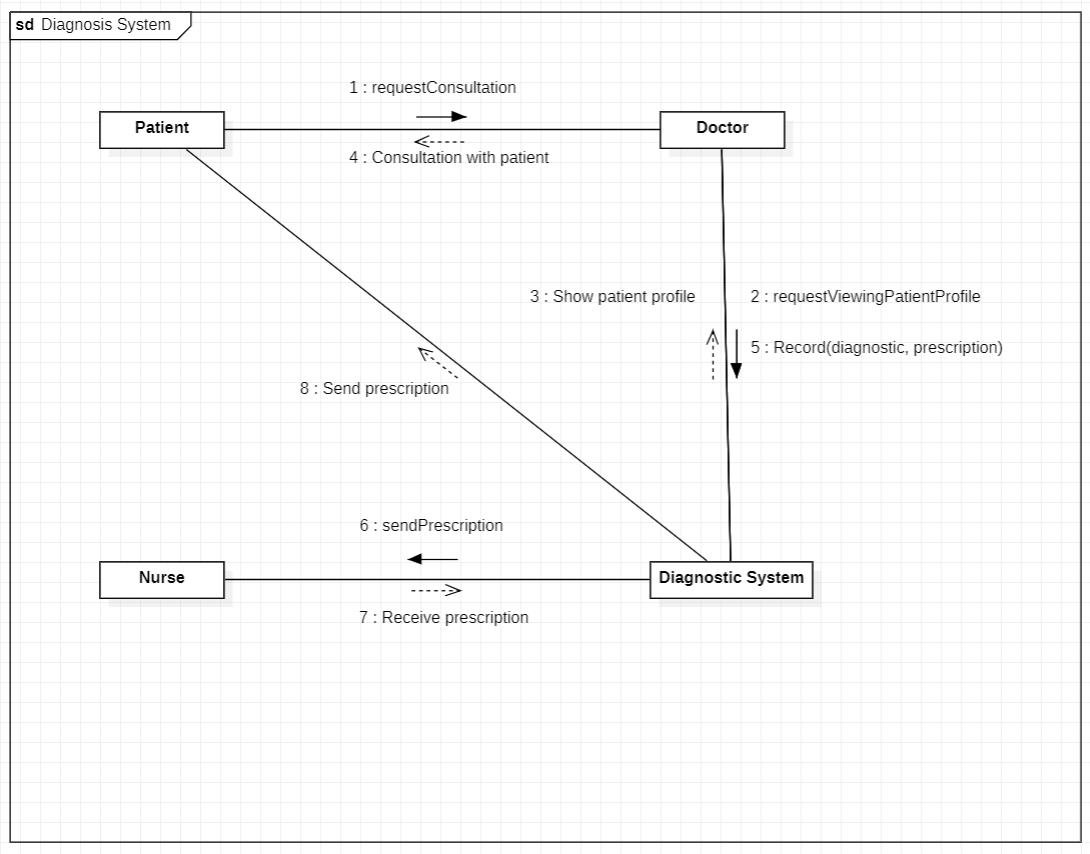 sd Diagnosis System
1 : requestConsultation
Patient
Doctor
4 : Consultation with patient
3 : Show patient profile
2 : requestViewingPatientProfile
5 : Record(diagnostic, prescription)
8 : Send prescription
6 : sendPrescription
Nurse
Diagnostic System
7 : Receive prescription